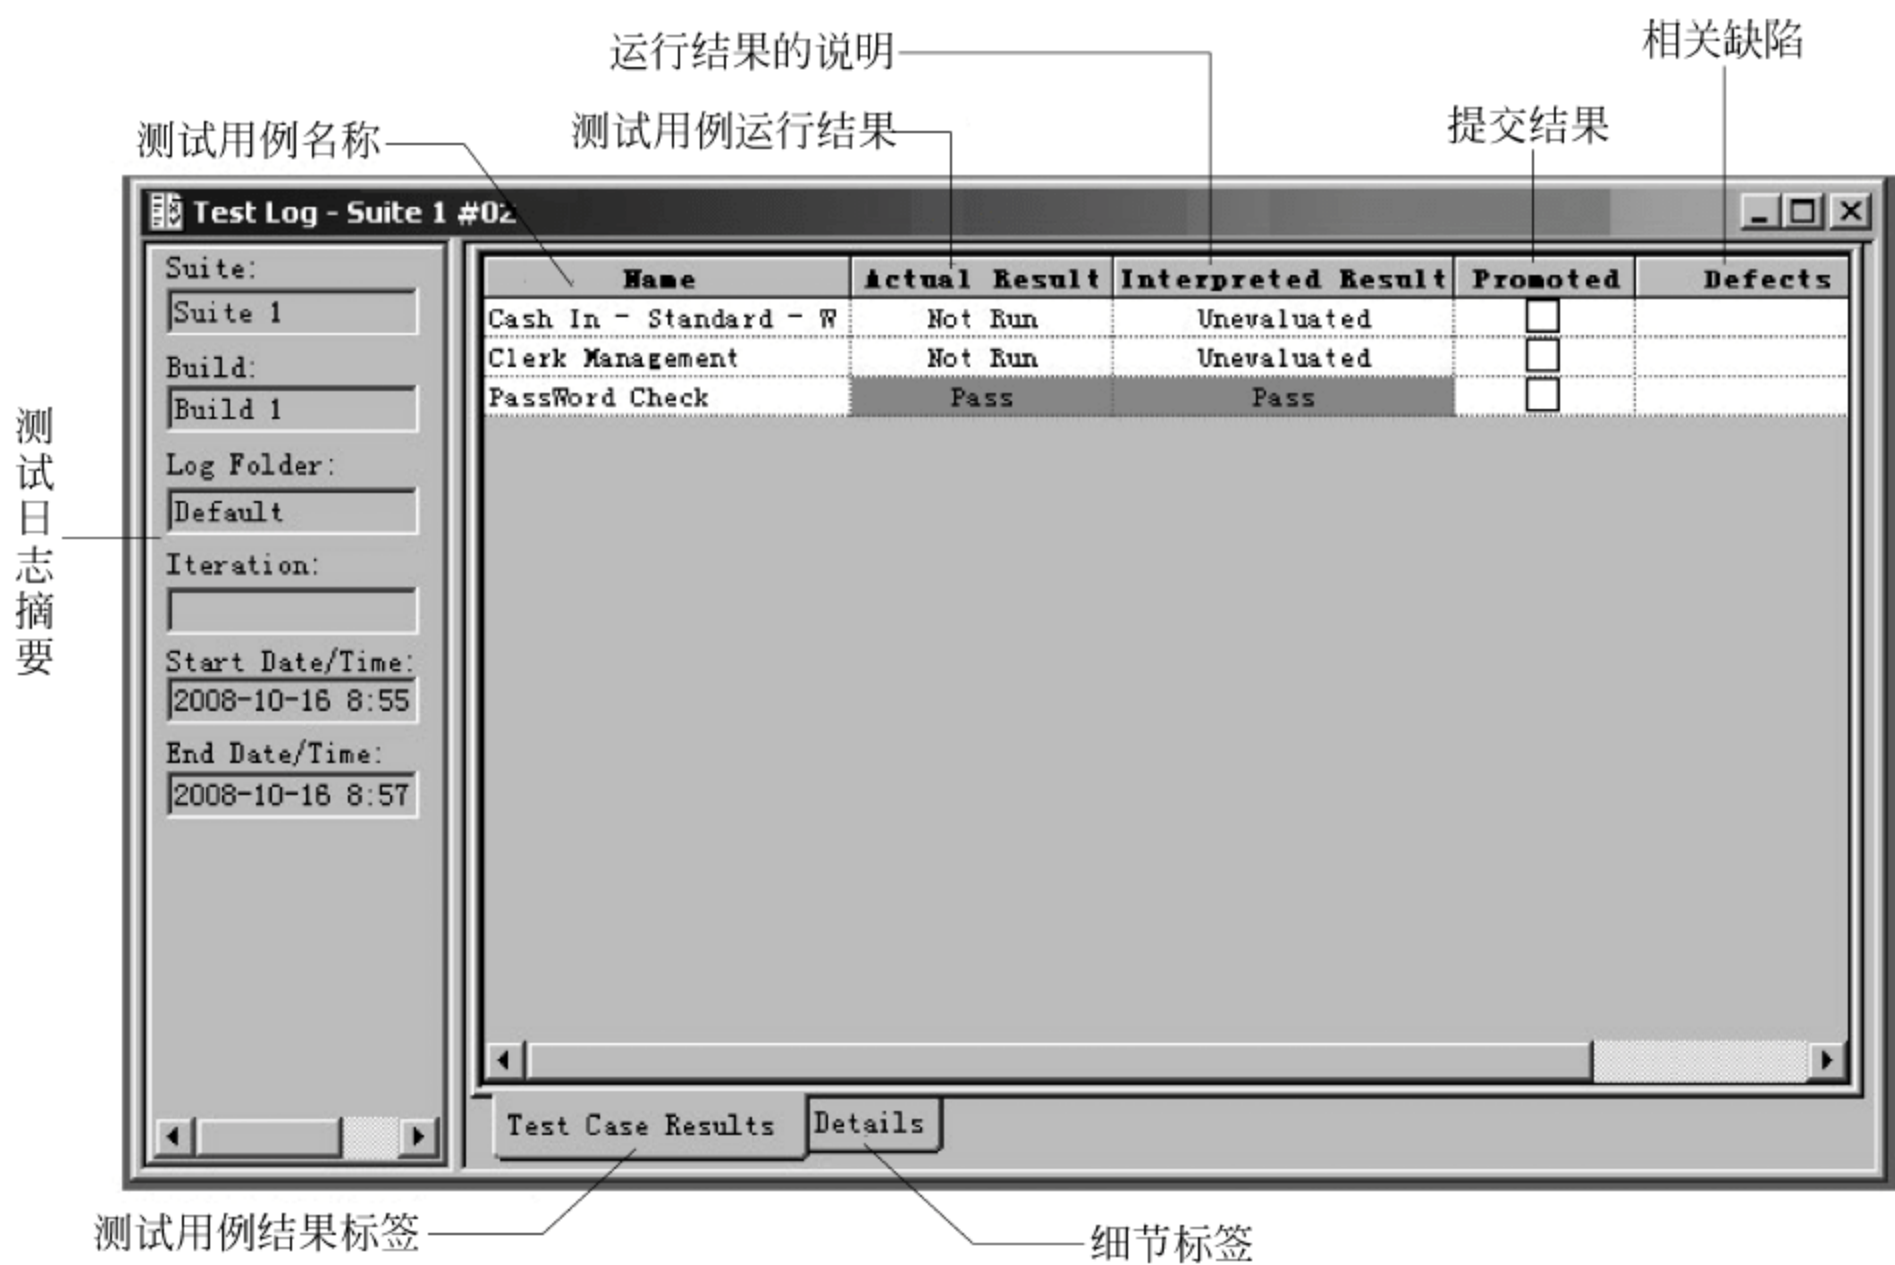 运行结果的说明
相关缺陷
测试用例名称
测试用例运行结果
提交结果
Test Log - Suite 1 #02
Suite:
Suite 1
Build:
Build 1
Log Folder:
Default
Iteration:
Start Date/Time:
2008-10-16 8:55
End Date/Time:
2008-10-16 8:57
测试日志摘要
Name Actual Result Interpreted Result Promoted Defects
Cash In - Standard - W Not Run Unevaluated
Clerk Management Not Run Unevaluated
PassWord Check Pass Pass
Test Case Results Details
测试用例结果标签
细节标签